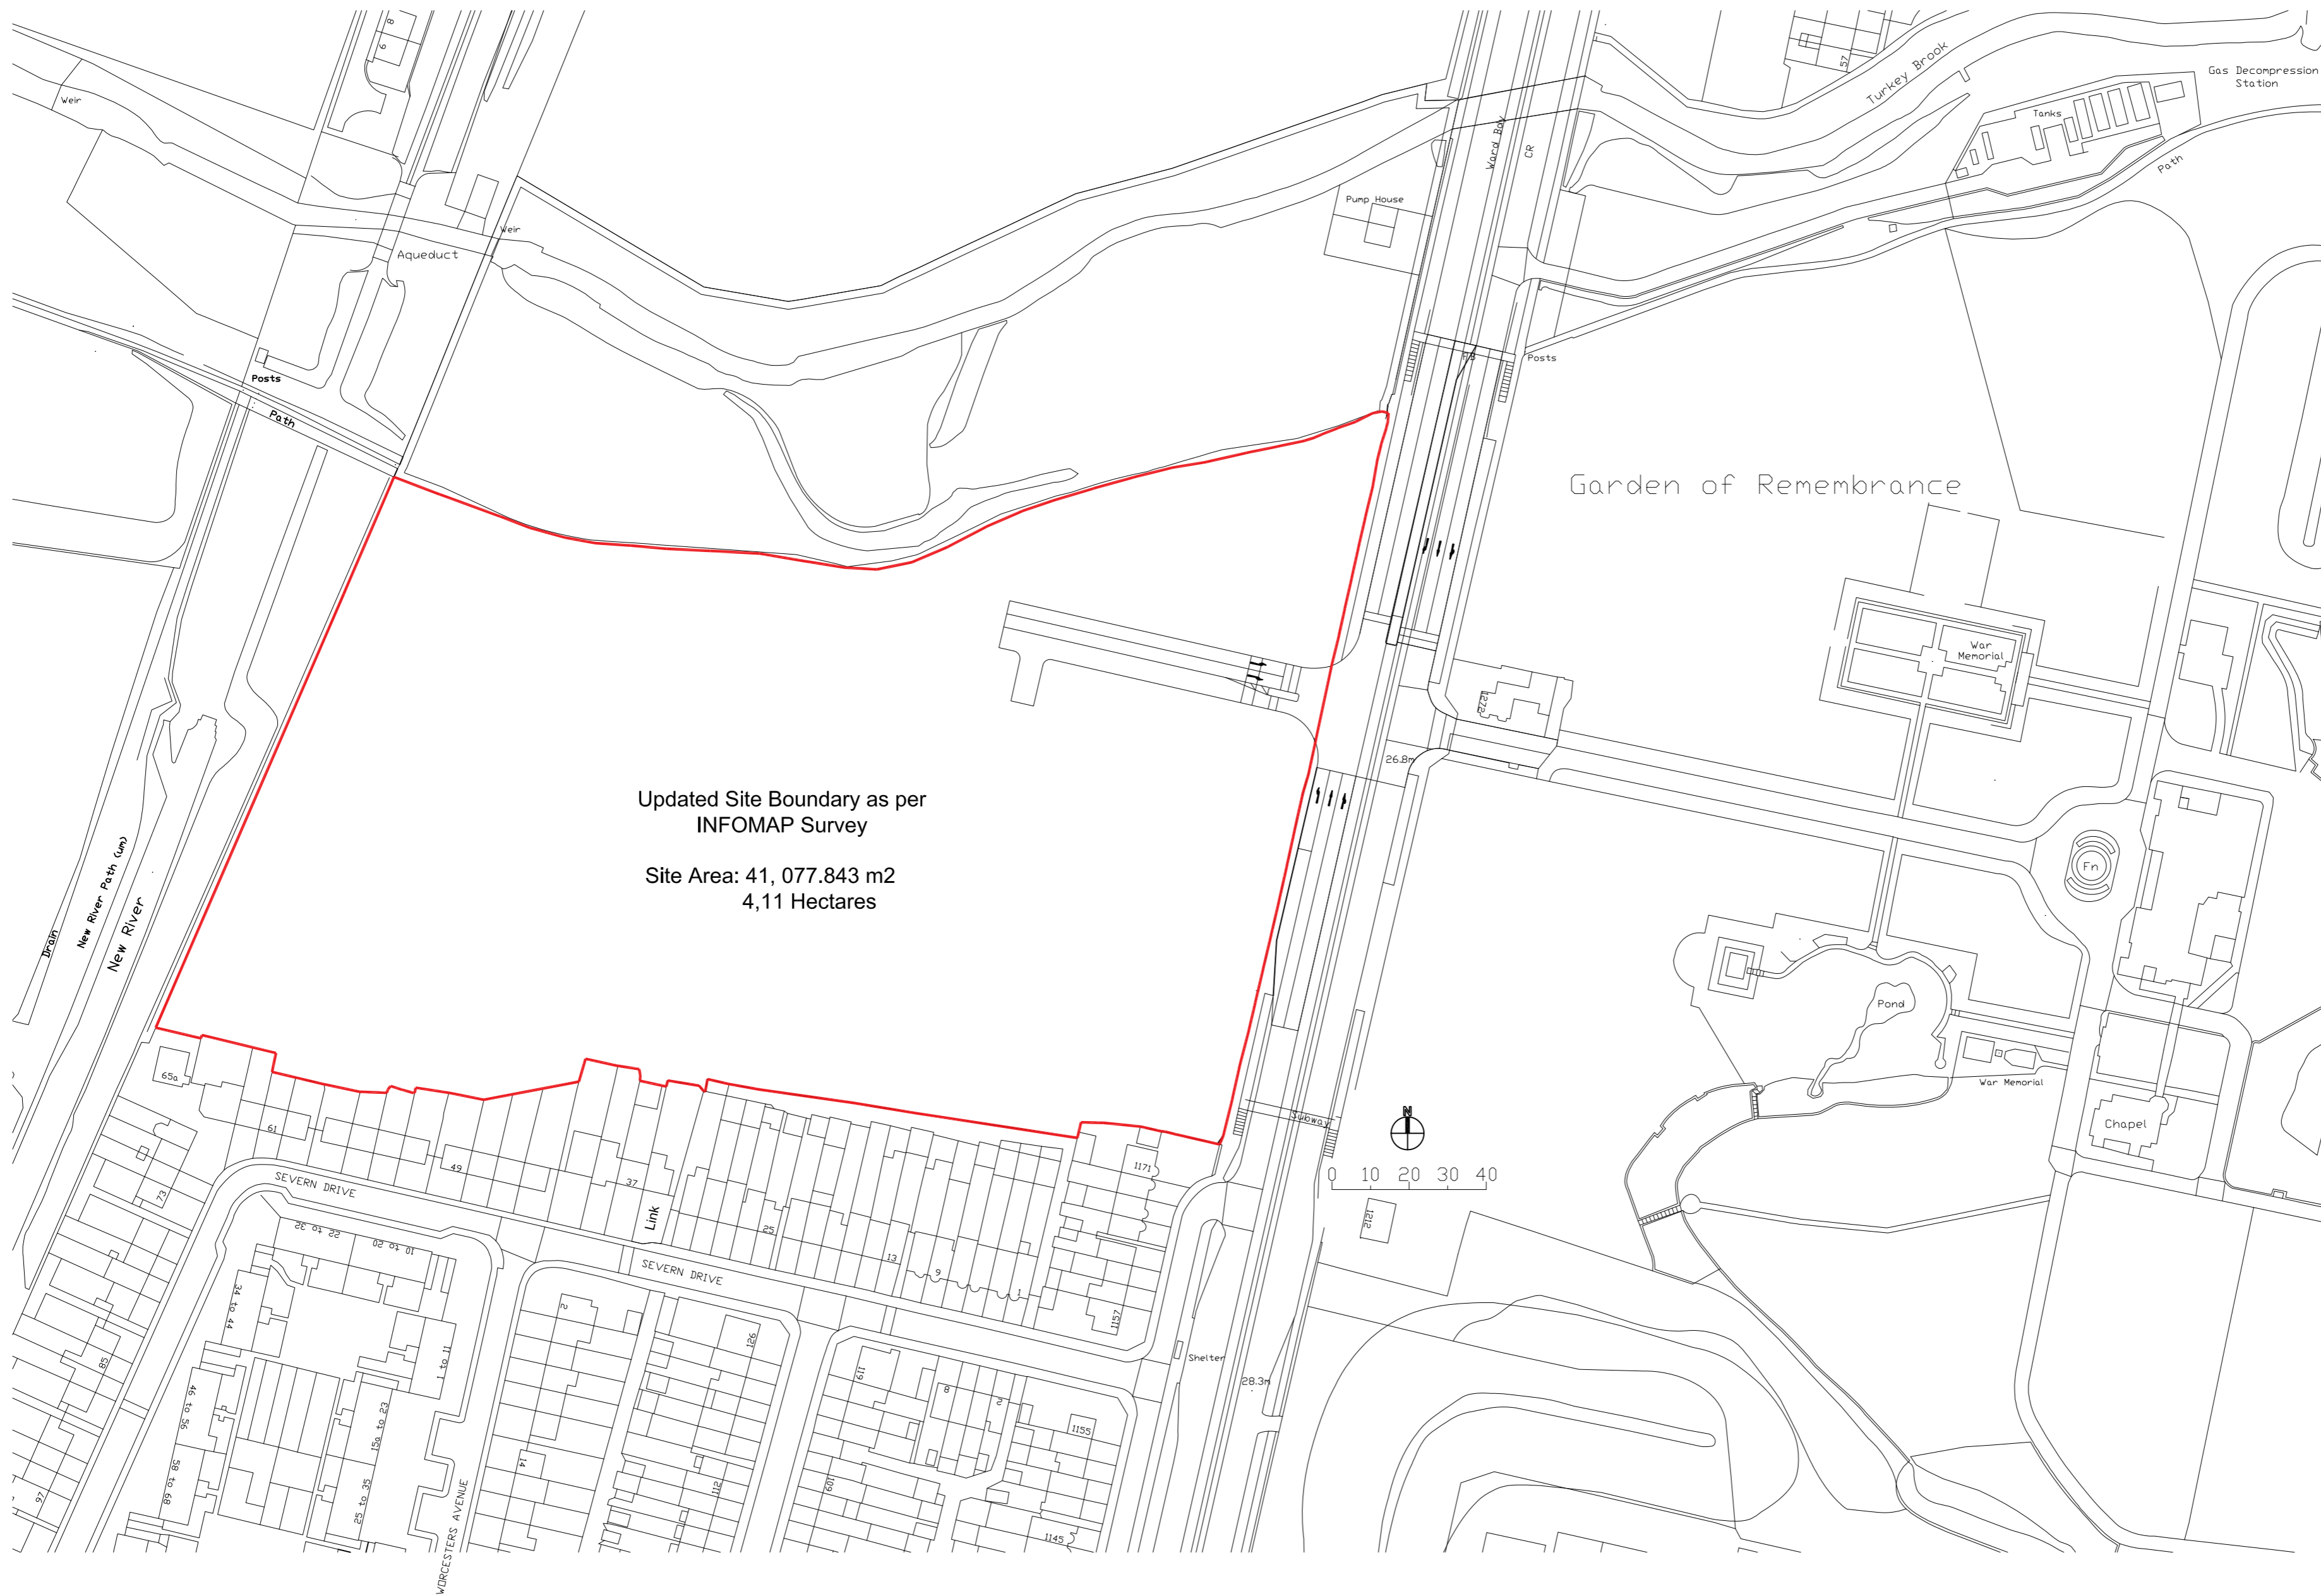 8
6
57
Turkey Brook
Gas Decompression
Station
Weir
Tanks
Ward Bdy
CR
Path
Pump House
Weir
Aqueduct
FB
Posts
Posts
Path
Garden of Remembrance
War
Memorial
1272
26.8m
Updated Site Boundary as per
INFOMAP Survey
Site Area: 41, 077.843 m2
4,11 Hectares
Fn
New River Path (um)
New River
Drain
Pond
War Memorial
65a
61
49
37
Link
25
13
9
1
1171
1157
Subway
N
0 10 20 30 40
Chapel
73
SEVERN DRIVE
SEVERN DRIVE
22 to 32
10 to 20
34 to 44
1 to 11
2
126
1212
85
119
8
2
Shelter
28.3m
46 to 56
15a to 23
14
1155
58 to 68
25 to 35
112
109
97
1145
WORCESTERS AVENUE